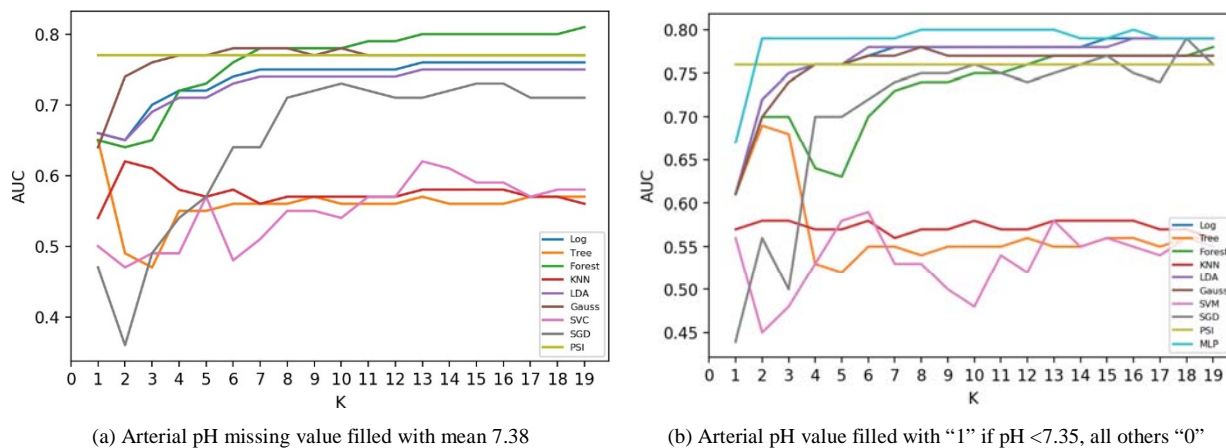 0.8
0.7
0.6
0.5
0.4
AUC
0 1 2 3 4 5 6 7 8 9 10 11 12 13 14 15 16 17 18 19
K
Log
Tree
Forest
KNN
LDA
Gauss
SVC
SGD
PSI
(a) Arterial pH missing value filled with mean 7.38
0.80
0.75
0.70
0.65
0.60
0.55
0.50
0.45
AUC
0 1 2 3 4 5 6 7 8 9 10 11 12 13 14 15 16 17 18 19
K
Log
Tree
Forest
KNN
LDA
Gauss
SVM
SGD
PSI
MLP
(b) Arterial pH value filled with “1” if pH <7.35, all others “0”